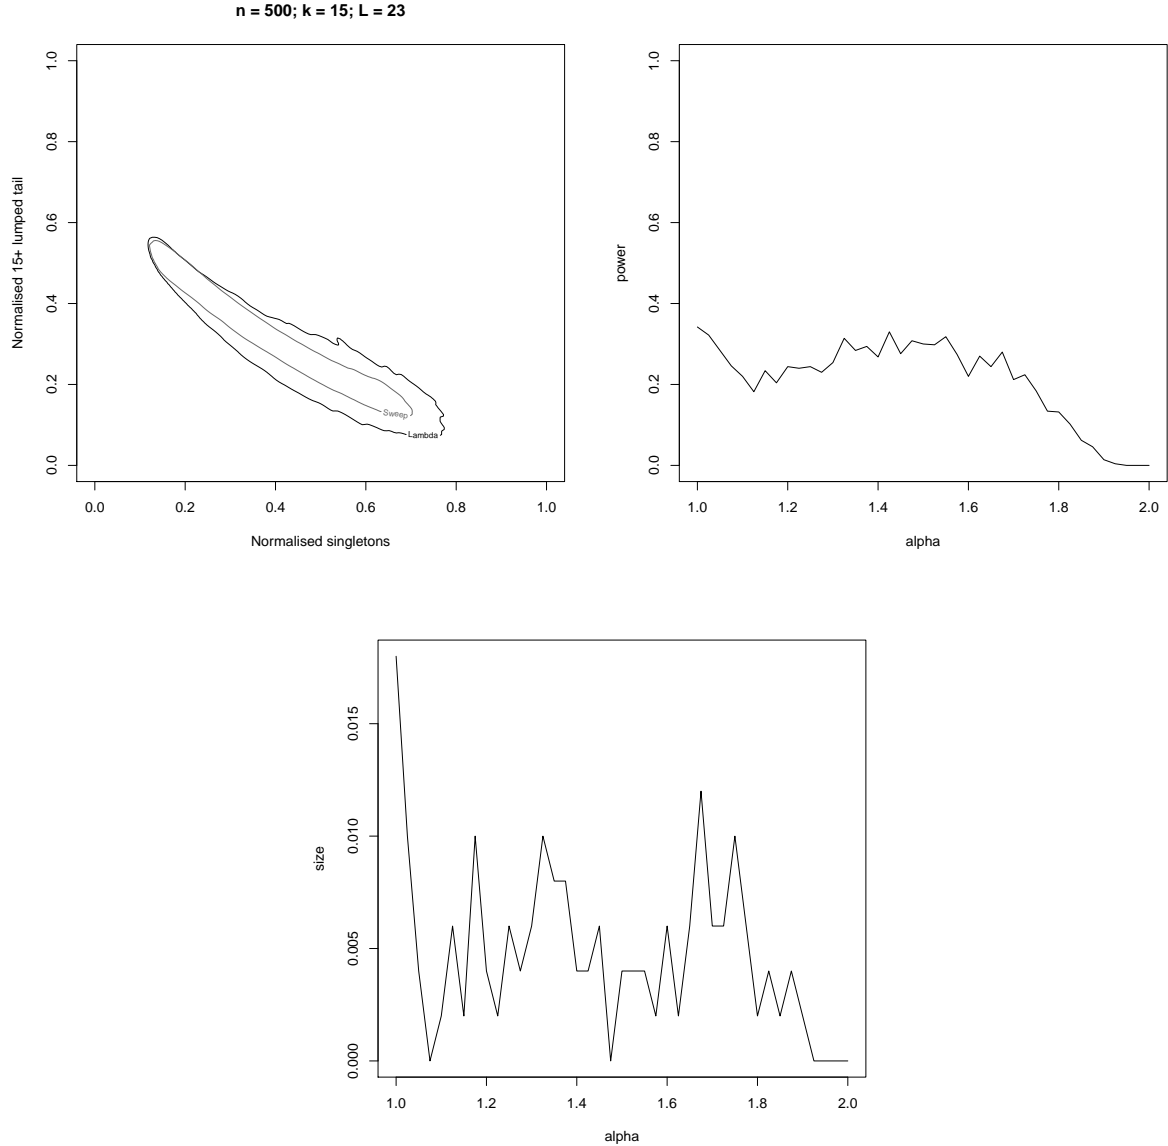 n = 500; k = 15; L = 23
Normalised 15+ lumped tail
1.0
0.8
0.6
0.4
0.2
0.0
Sweep
Lambda
0.0 0.2 0.4 0.6 0.8 1.0
Normalised singletons
power
1.0
0.8
0.6
0.4
0.2
0.0
1.0 1.2 1.4 1.6 1.8 2.0
alpha
size
0.015
0.010
0.005
0.000
1.0 1.2 1.4 1.6 1.8 2.0
alpha